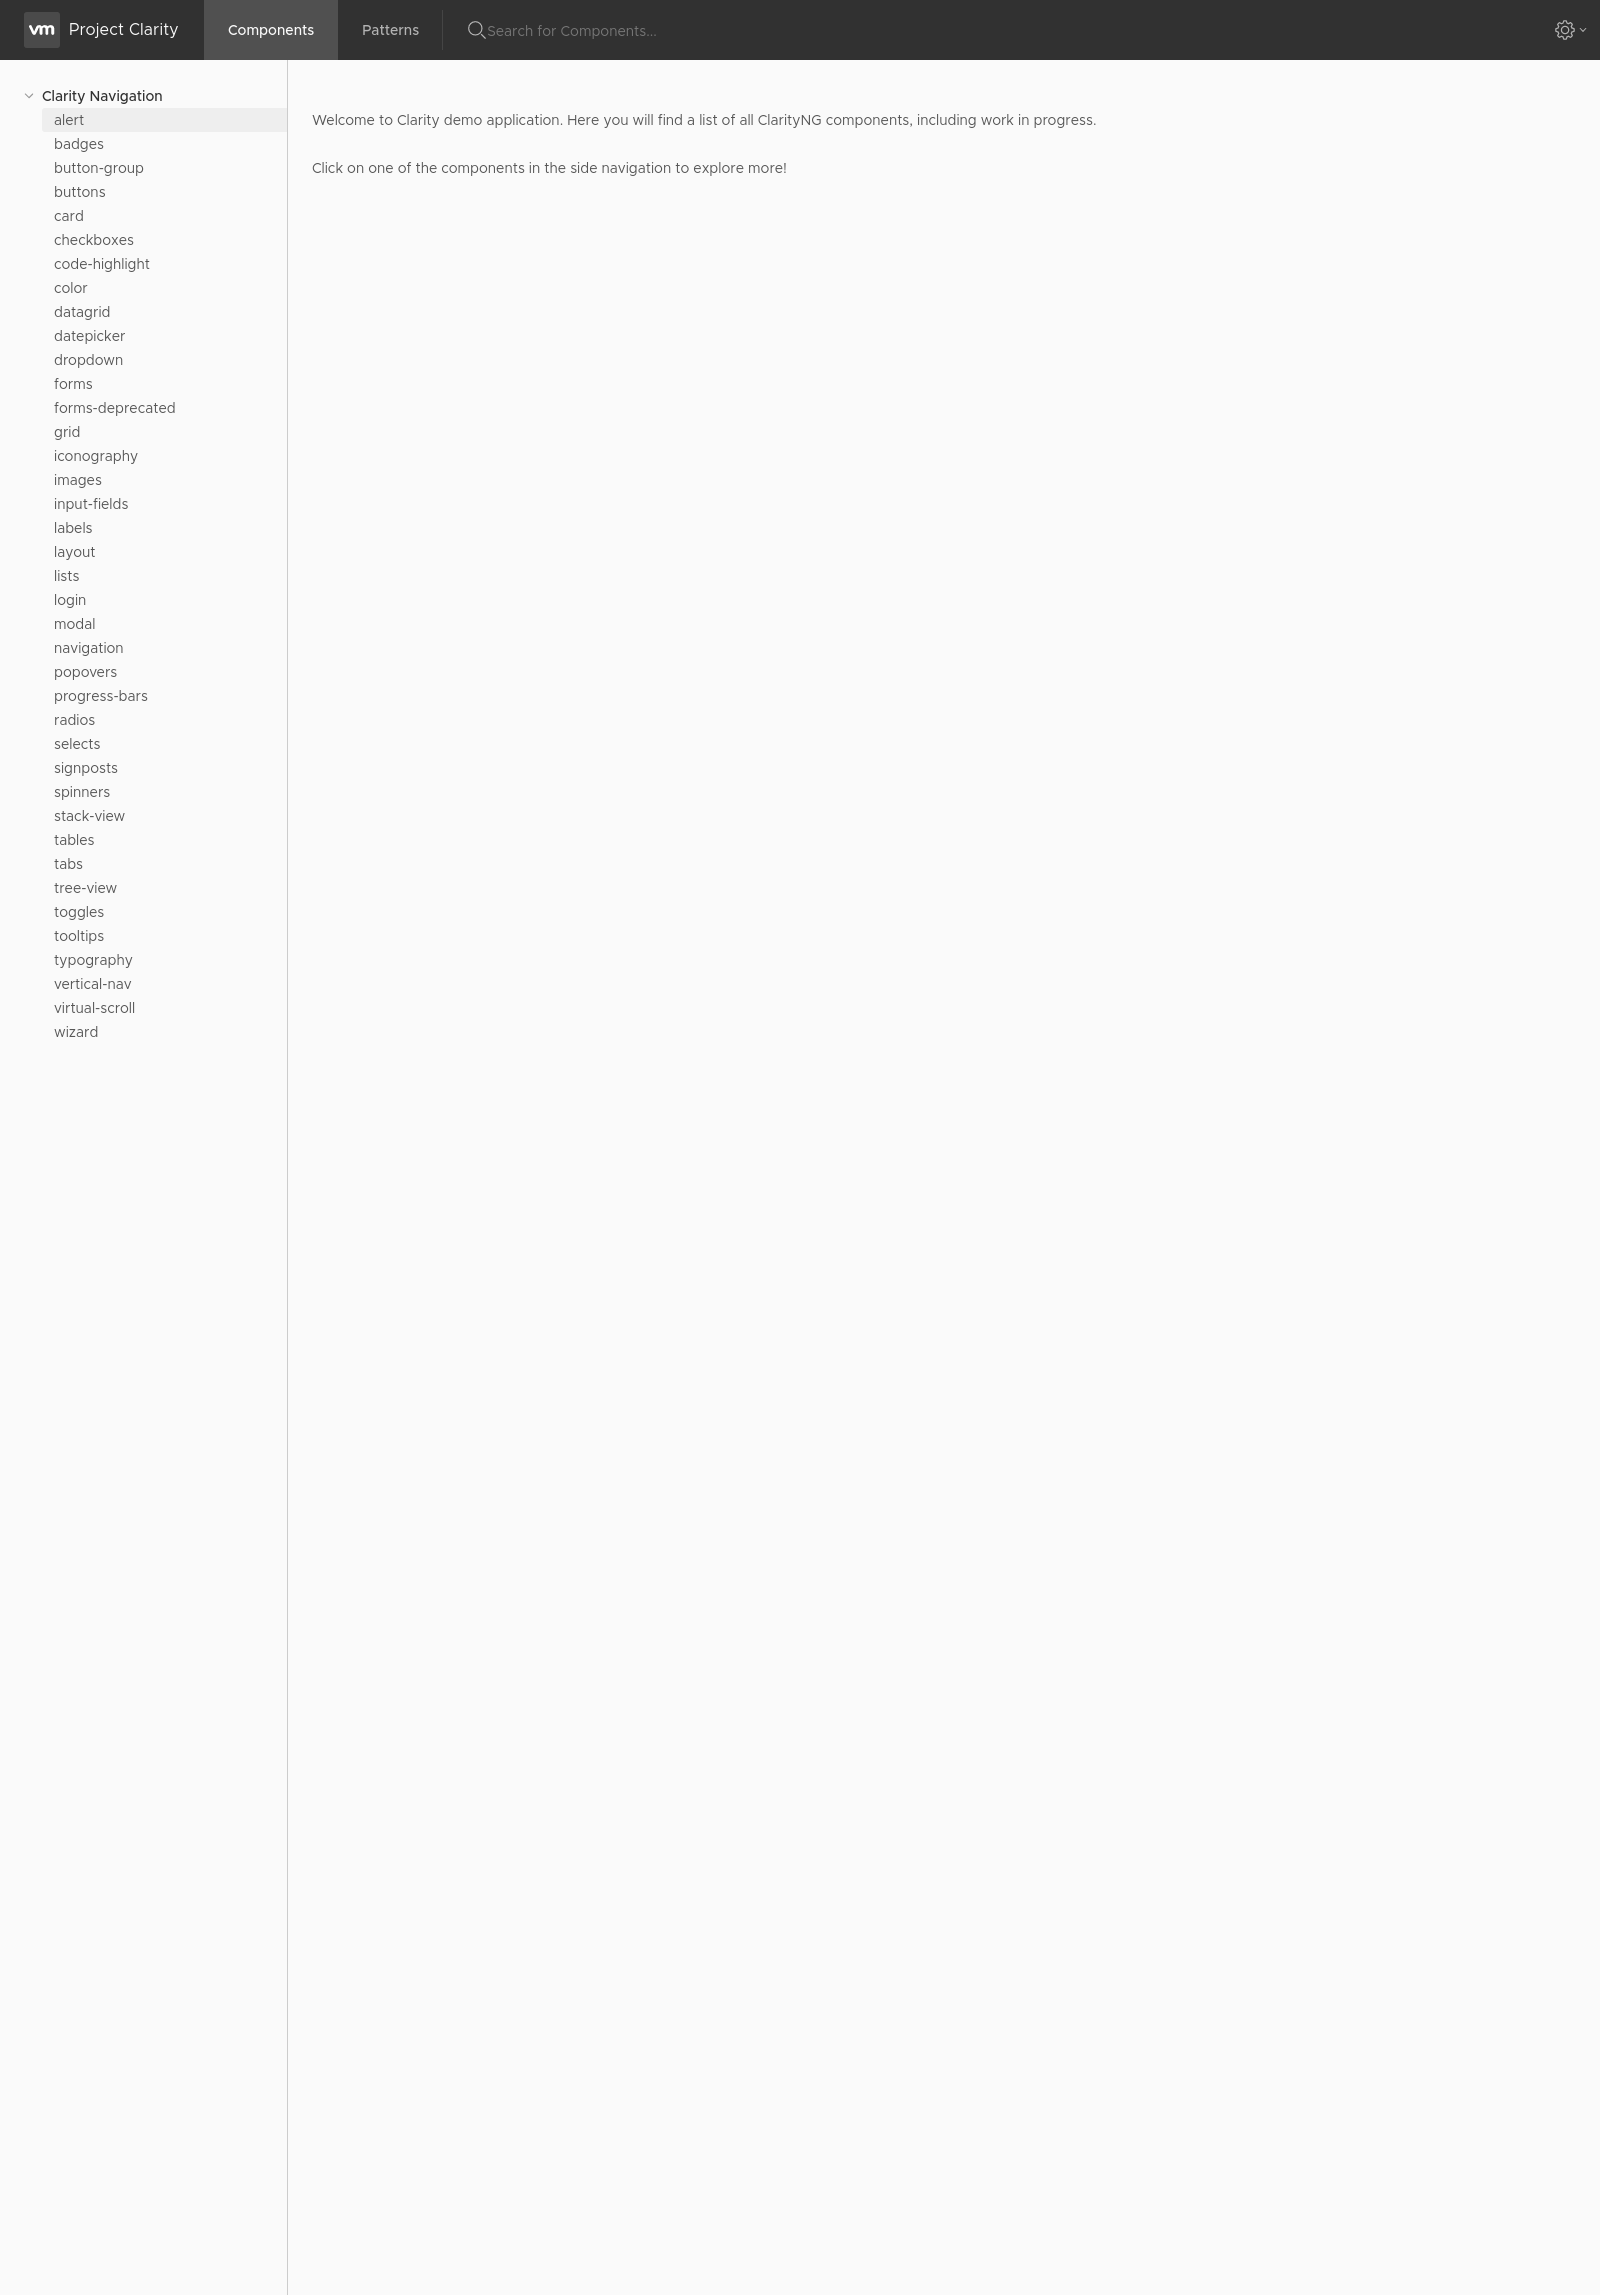 vm Project Clarity Components Patterns Search for Components...
Clarity Navigation
alert
badges
button-group
buttons
card
checkboxes
code-highlight
color
datagrid
datepicker
dropdown
forms
forms-deprecated
grid
iconography
images
input-fields
labels
layout
lists
login
modal
navigation
popovers
progress-bars
radios
selects
signposts
spinners
stack-view
tables
tabs
tree-view
toggles
tooltips
typography
vertical-nav
virtual-scroll
wizard
Welcome to Clarity demo application. Here you will find a list of all ClarityNG components, including work in progress.
Click on one of the components in the side navigation to explore more!